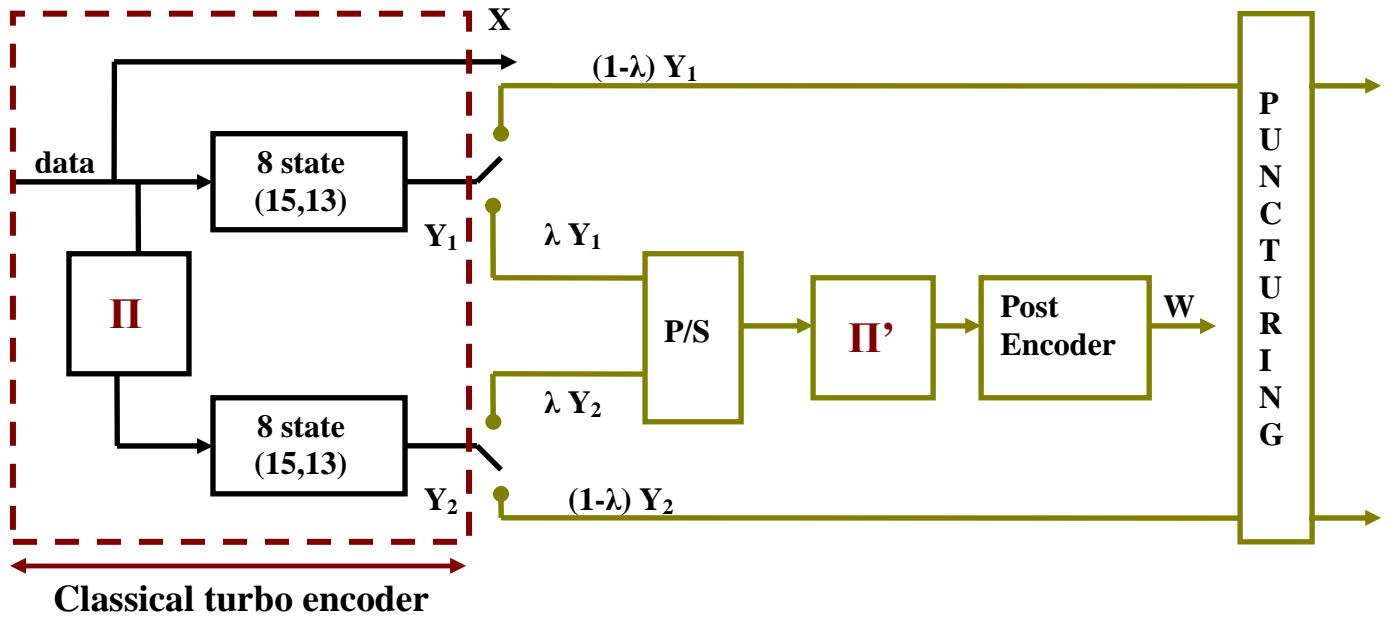 X
(1-λ) Y₁
data
8 state
(15,13)
Y₁
λ Y₁
Π
P/S
Π’
Post
Encoder
W
PUNCTURING
λ Y₂
8 state
(15,13)
Y₂
(1-λ) Y₂
Classical turbo encoder